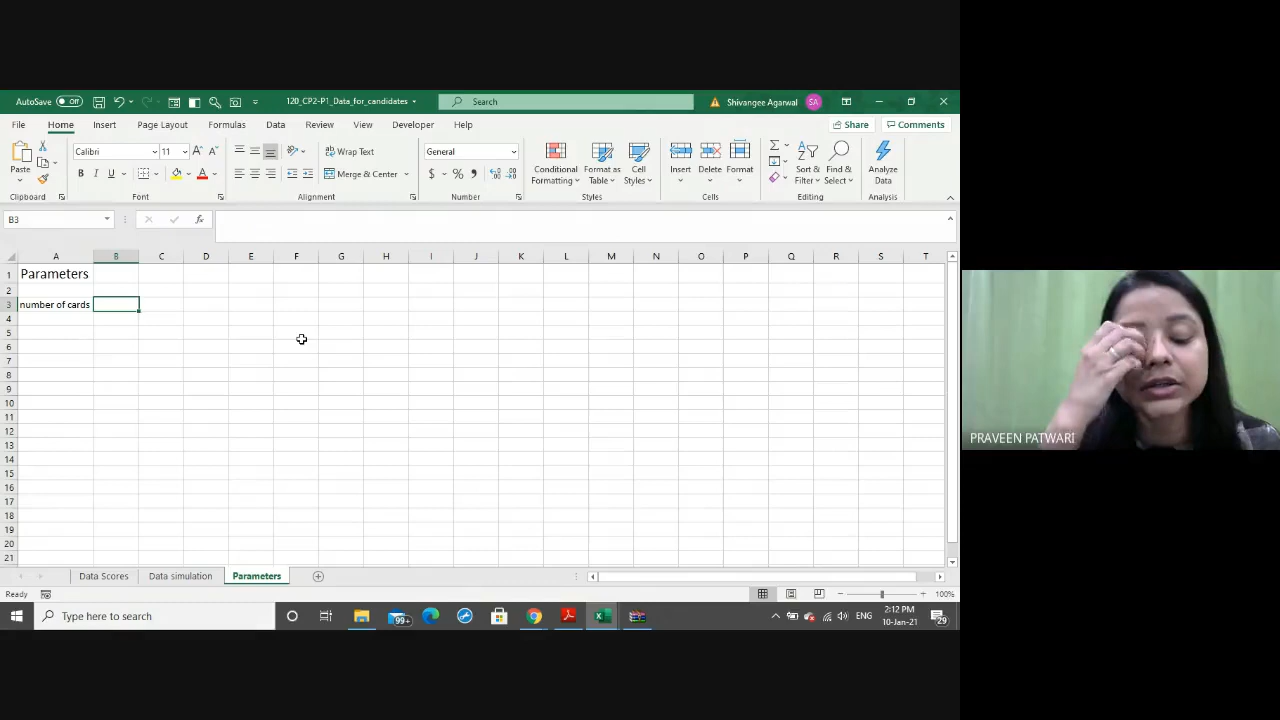 AutoSave Off 120_CP2-P1_Data_for_candidates Search Shivangee Agarwal SA
File Home Insert Page Layout Formulas Data Review View Developer Help Share Comments
Paste Calibri 11 A A Wrap Text General Conditional Formatting Format as Table Cell Styles Insert Delete Format Sort & Filter Find & Select Analyze Data
B I U A Merge & Center $ %
Clipboard Font Alignment Number Styles Cells Editing Analysis
B3 fx
A B C D E F G H I J K L M N O P Q R S T
1 Parameters
2
3 number of cards
4
5
6
7
8
9
10
11
12
13
14
15
16
17
18
19
20
21
Data Scores Data simulation Parameters
Ready 100%
Type here to search 99+ ENG 2:12 PM 10-Jan-21 29
PRAVEEN PATWARI